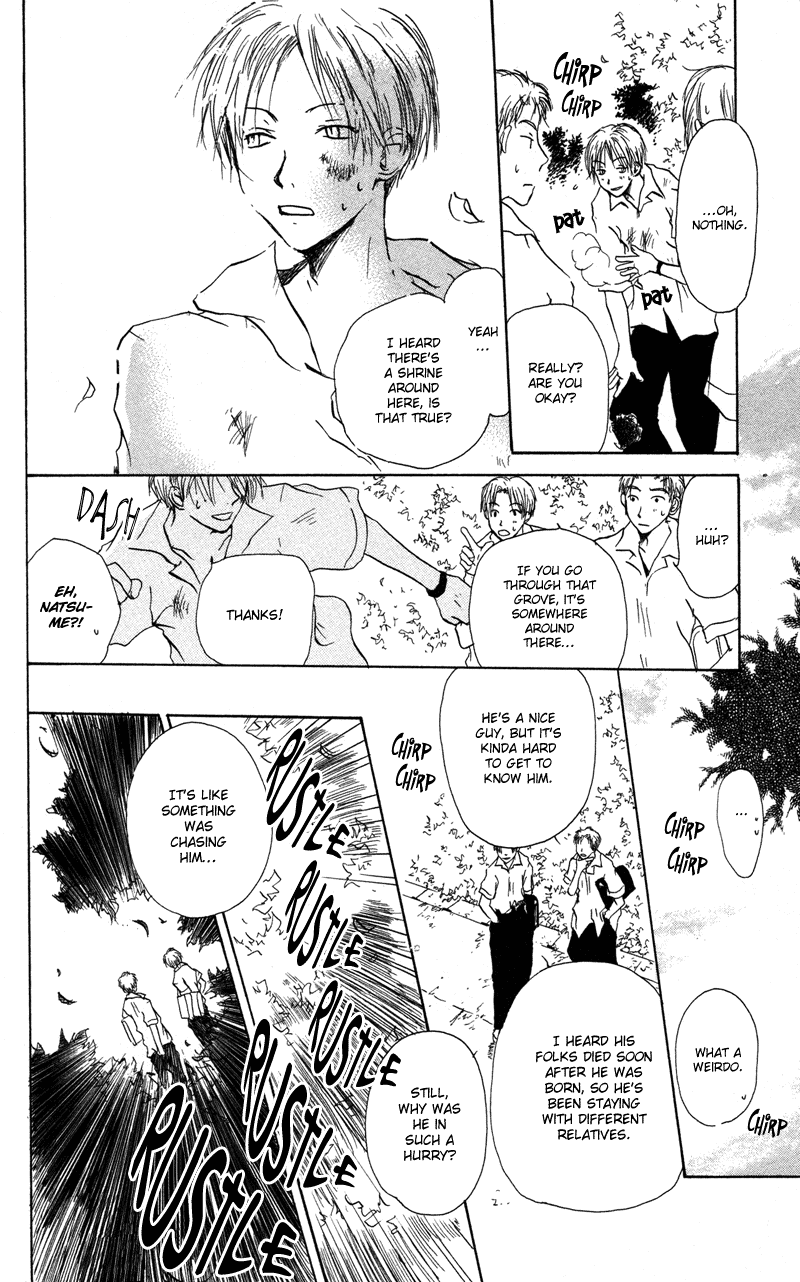 CHIRP
CHIRP
...OH,
NOTHING.
pat
pat
REALLY?
ARE YOU
OKAY?
YEAH
...
I HEARD
THERE'S
A SHRINE
AROUND
HERE, IS
THAT TRUE?
...
HUH?
IF YOU GO
THROUGH THAT
GROVE, IT'S
SOMEWHERE
AROUND
THERE...
THANKS!
DASH
EH,
NATSU-
ME?!
...
CHIRP
CHIRP
WHAT A
WEIRDO.
CHIRP
HE'S A NICE
GUY, BUT IT'S
KINDA HARD
TO GET TO
KNOW HIM.
CHIRP
CHIRP
I HEARD HIS
FOLKS DIED SOON
AFTER HE WAS
BORN, SO HE'S
BEEN STAYING
WITH DIFFERENT
RELATIVES.
STILL,
WHY WAS
HE IN
SUCH A
HURRY?
RUSTLE
RUSTLE
RUSTLE
RUSTLE
RUSTLE
IT'S LIKE
SOMETHING
WAS
CHASING
HIM...